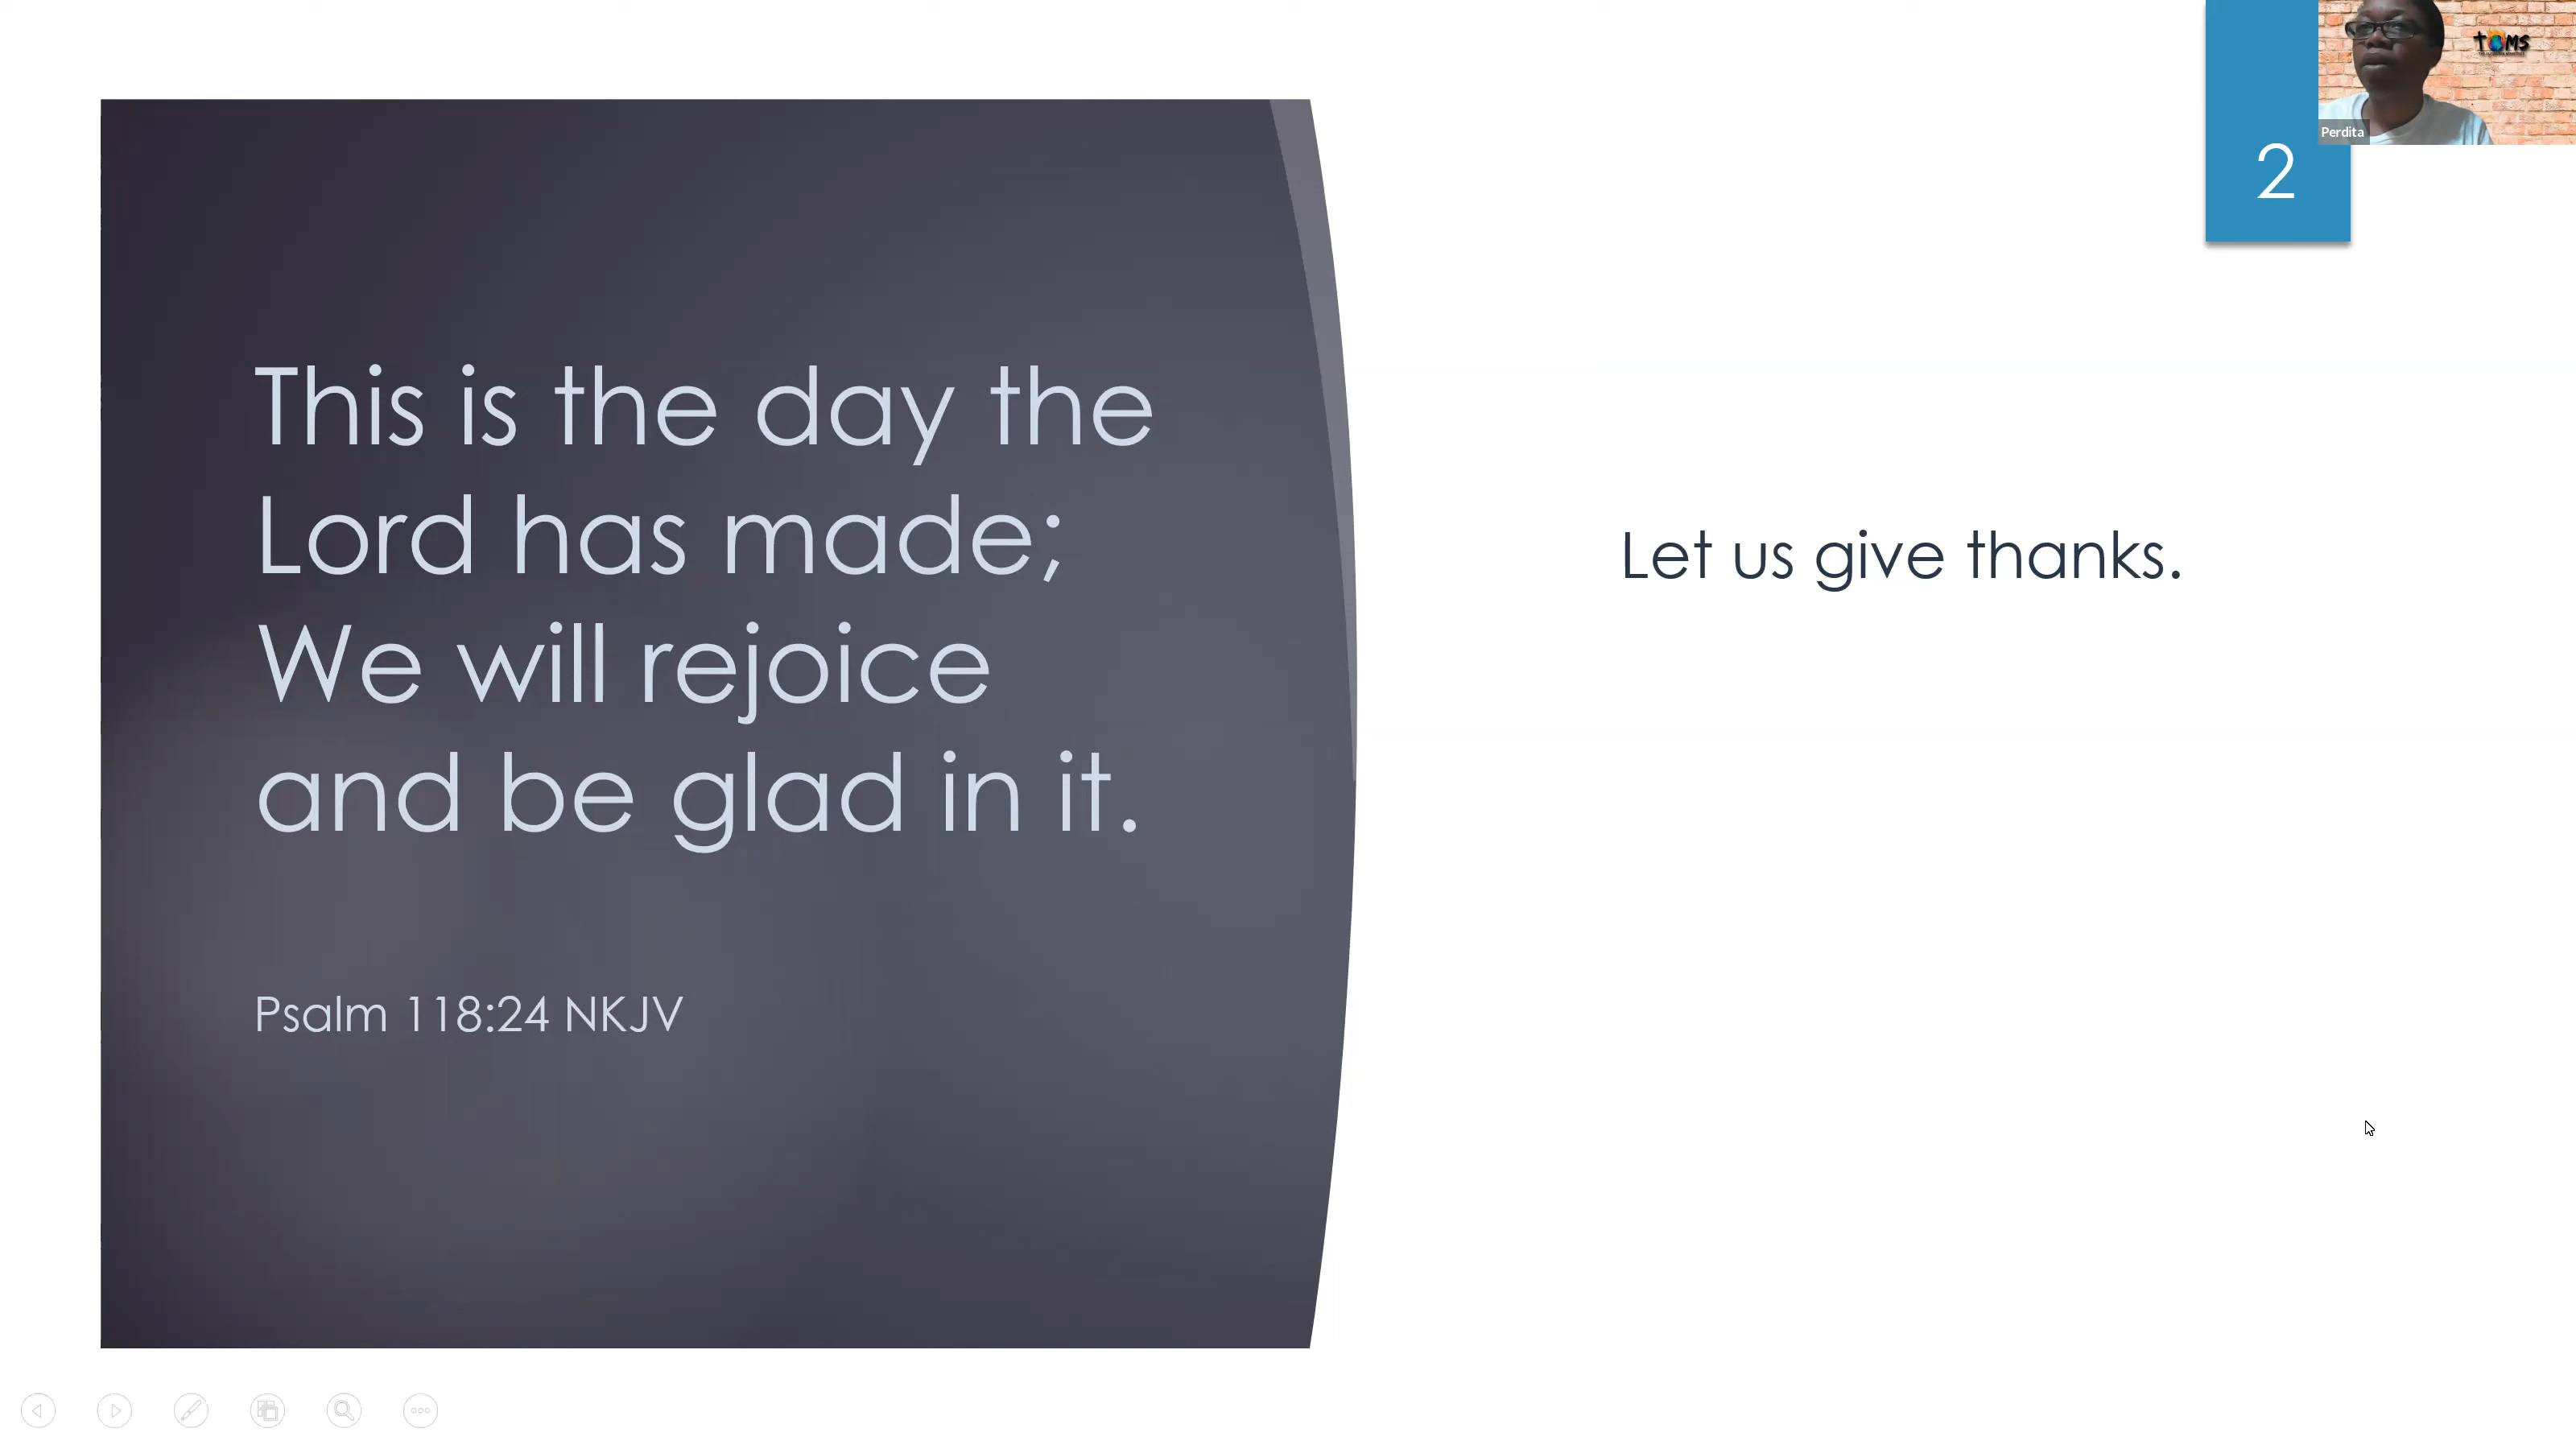 This is the day the
Lord has made;
We will rejoice
and be glad in it.
Psalm 118:24 NKJV
Let us give thanks.
2
Perdita
TOMS